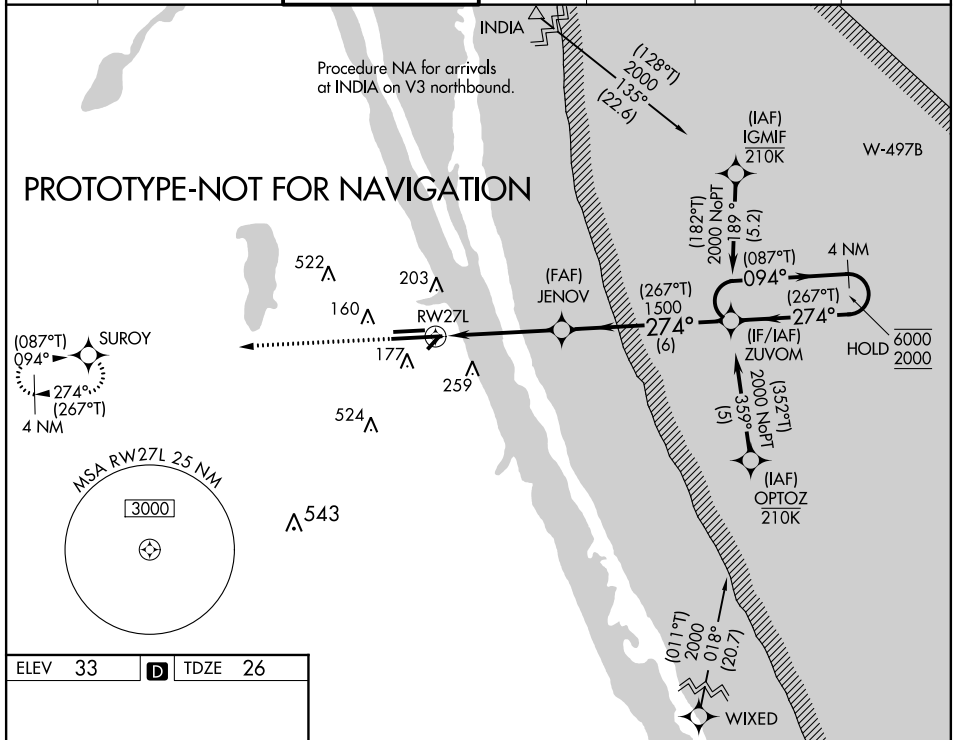 INDIA
Procedure NA for arrivals
at INDIA on V3 northbound.
(128°T)
2000
135°
(22.6)
(IAF)
IGMIF
210K
W-497B
PROTOTYPE-NOT FOR NAVIGATION
(182°T)
2000 NoPT
189°
(5.2)
4 NM
(087°T)
094°
(267°T)
274°
522
203
160
RW27L
177
259
524
543
(FAF)
JENOV
(267°T)
1500
274°
(6)
(IF/IAF)
ZUVOM
HOLD
6000
2000
(087°T)
094°
SUROY
274°
(267°T)
4 NM
(352°T)
2000 NoPT
359°
(5)
(IAF)
OPTOZ
210K
MSA RW27L 25 NM
3000
(011°T)
2000
018°
(20.7)
WIXED
ELEV 33 D TDZE 26